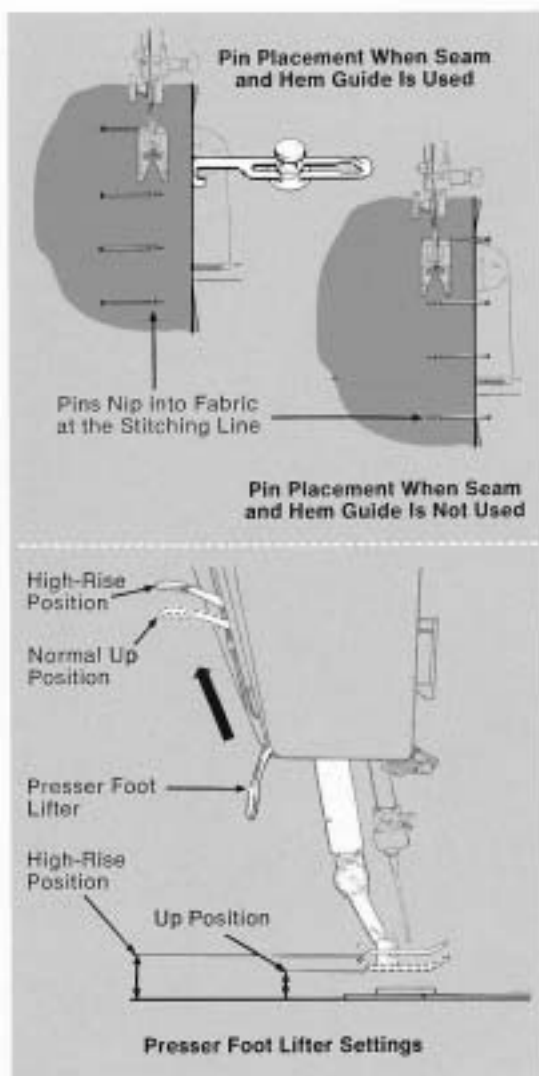 Pin Placement When Seam
and Hem Guide Is Used
Pins Nip into Fabric
at the Stitching Line
Pin Placement When Seam
and Hem Guide Is Not Used
High-Rise
Position
Normal Up
Position
Presser Foot
Lifter
High-Rise
Position
Up Position
Presser Foot Lifter Settings